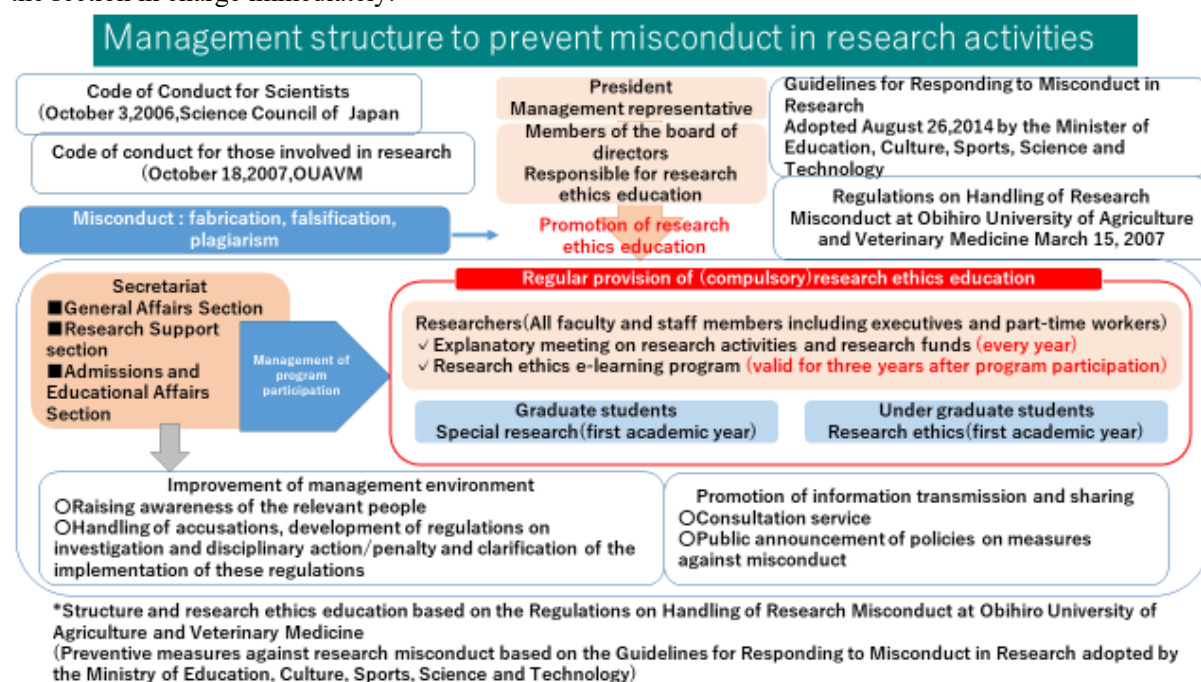 the section in charge immediately.
Management structure to prevent misconduct in research activities
Code of Conduct for Scientists
(October 3,2006,Science Council of Japan
Code of conduct for those involved in research
(October 18,2007,OUAVM
Misconduct : fabrication, falsification,
plagiarism
President
Management representative
Members of the board of
directors
Responsible for research
ethics education
Promotion of research
ethics education
Guidelines for Responding to Misconduct in
Research
Adopted August 26,2014 by the Minister of
Education, Culture, Sports, Science and
Technology
Regulations on Handling of Research
Misconduct at Obihiro University of Agriculture
and Veterinary Medicine March 15, 2007
Secretariat
■General Affairs Section
■Research Support
section
■Admissions and
Educational Affairs
Section
Management of
program
participation
Regular provision of (compulsory)research ethics education
Researchers(All faculty and staff members including executives and part-time workers)
✓ Explanatory meeting on research activities and research funds (every year)
✓ Research ethics e-learning program (valid for three years after program participation)
Graduate students
Special research(first academic year)
Under graduate students
Research ethics(first academic year)
Improvement of management environment
○Raising awareness of the relevant people
○Handling of accusations, development of regulations on
investigation and disciplinary action/penalty and clarification of the
implementation of these regulations
Promotion of information transmission and sharing
○Consultation service
○Public announcement of policies on measures
against misconduct
*Structure and research ethics education based on the Regulations on Handling of Research Misconduct at Obihiro University of
Agriculture and Veterinary Medicine
(Preventive measures against research misconduct based on the Guidelines for Responding to Misconduct in Research adopted by
the Ministry of Education, Culture, Sports, Science and Technology)